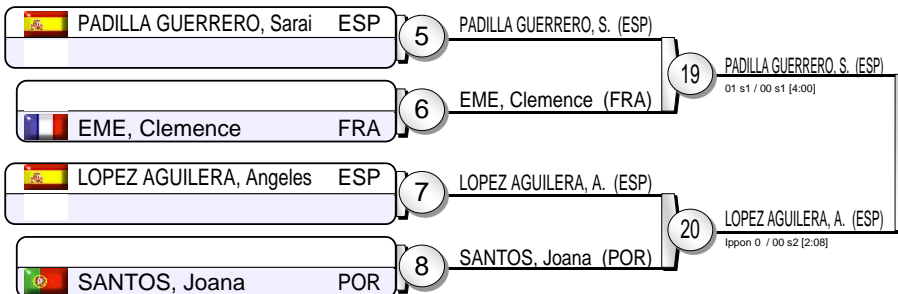 PADILLA GUERRERO, Sarai ESP
5
PADILLA GUERRERO, S. (ESP)
19
PADILLA GUERRERO, S. (ESP)
01 s1 / 00 s1 [4:00]
6
EME, Clemence (FRA)
EME, Clemence FRA
LOPEZ AGUILERA, Angeles ESP
7
LOPEZ AGUILERA, A. (ESP)
20
LOPEZ AGUILERA, A. (ESP)
Ippon 0 / 00 s2 [2:08]
8
SANTOS, Joana (POR)
SANTOS, Joana POR